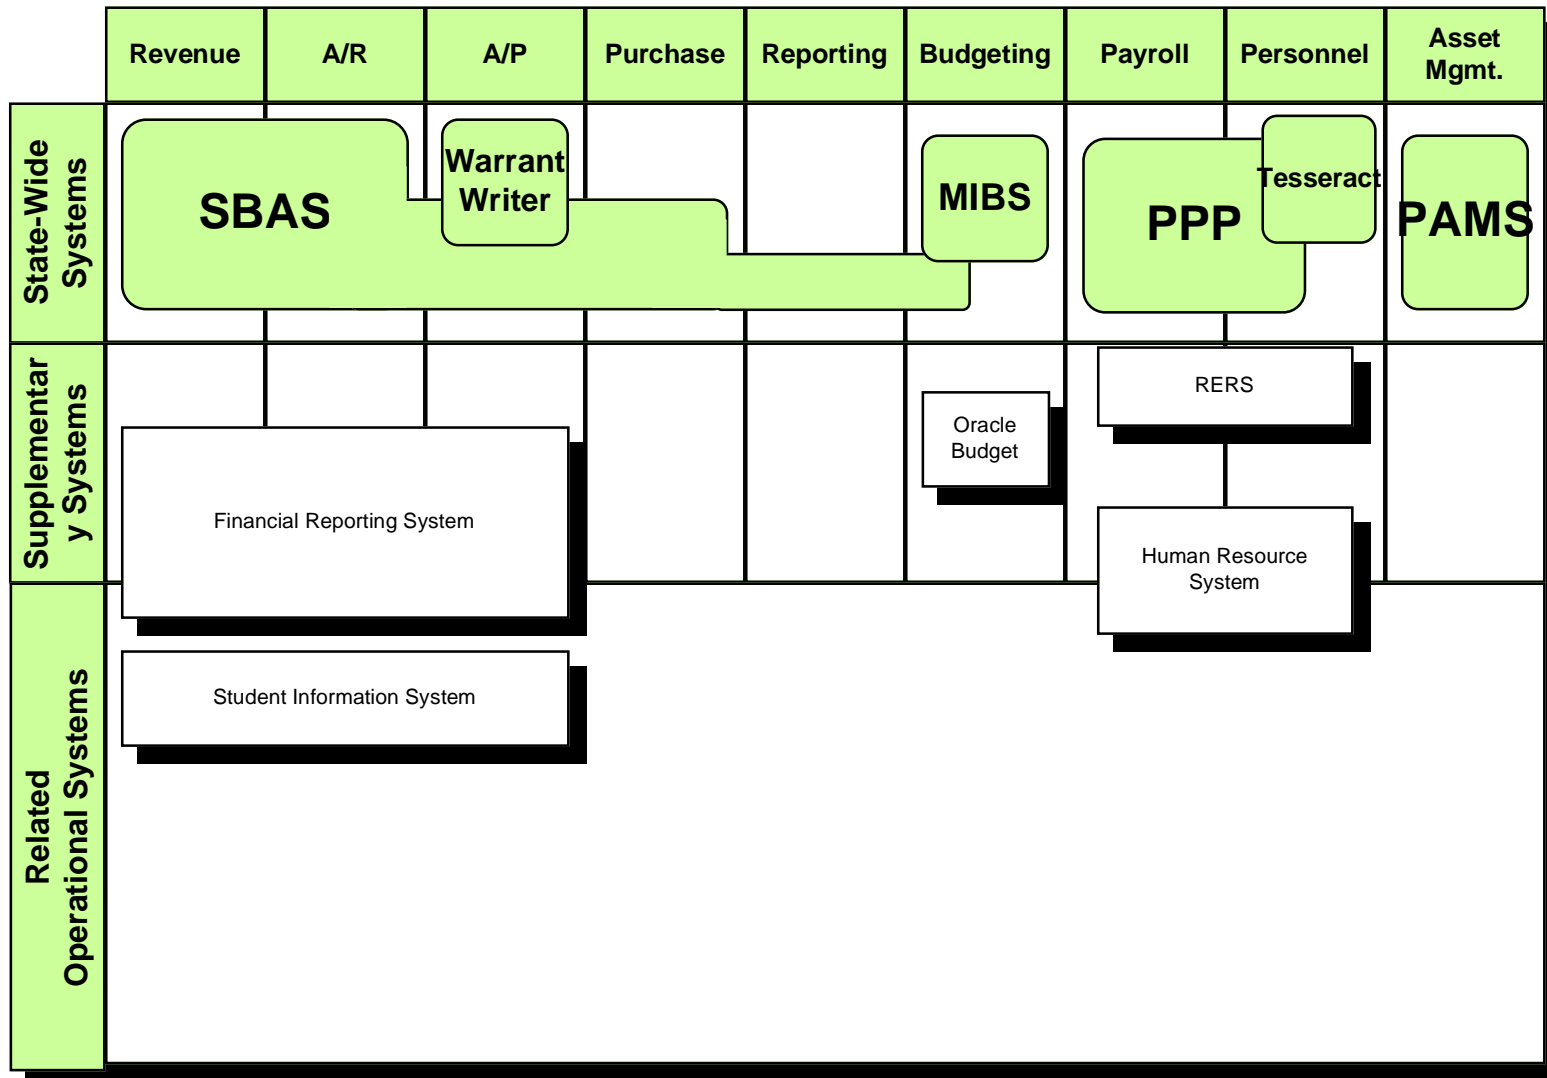 Revenue
A/R
A/P
Purchase
Reporting
Budgeting
Payroll
Personnel
Asset
Mgmt.
State-Wide
Systems
SBAS
Warrant
Writer
MIBS
PPP
Tesseract
PAMS
Supplementar
y Systems
Financial Reporting System
Oracle
Budget
RERS
Human Resource
System
Related
Operational Systems
Student Information System